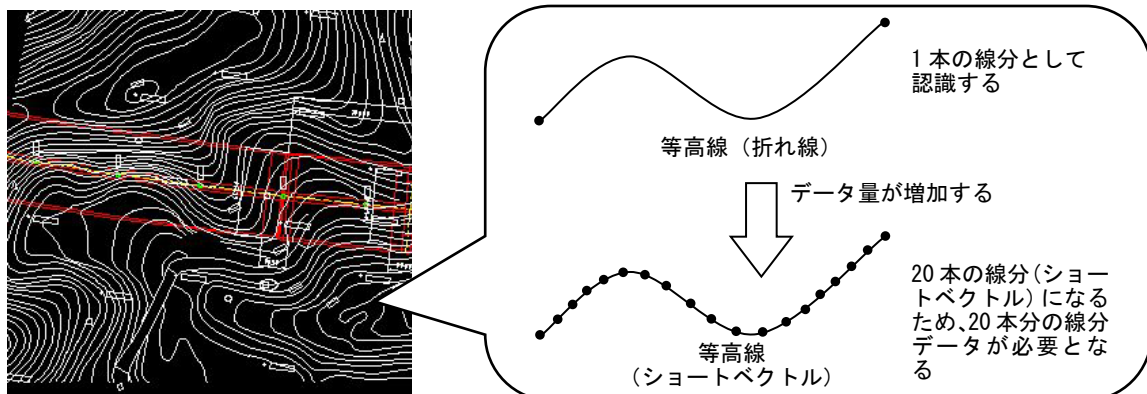 1本の線分として
認識する
等高線（折れ線）
データ量が増加する
20本の線分(ショー
トベクトル)になる
ため、20本分の線分
データが必要とな
る
等高線
（ショートベクトル）